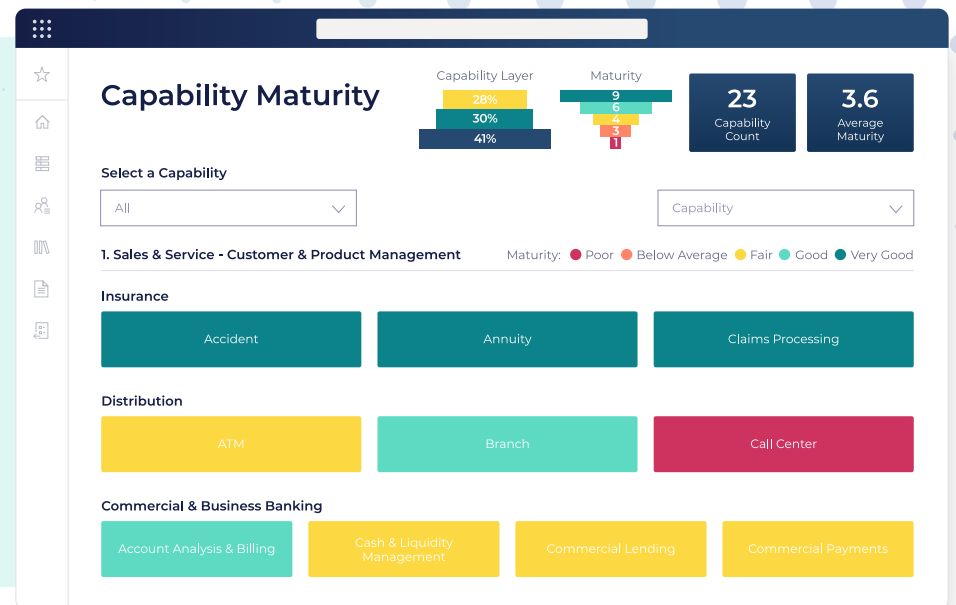 Capability Maturity
Capability Layer
28%
30%
41%
Maturity
9
6
4
3
1
23
Capability
Count
3.6
Average
Maturity
Select a Capability
All
Capability
1. Sales & Service - Customer & Product Management
Maturity: Poor Below Average Fair Good Very Good
Insurance
Accident
Annuity
Claims Processing
Distribution
ATM
Branch
Call Center
Commercial & Business Banking
Account Analysis & Billing
Cash & Liquidity
Management
Commercial Lending
Commercial Payments